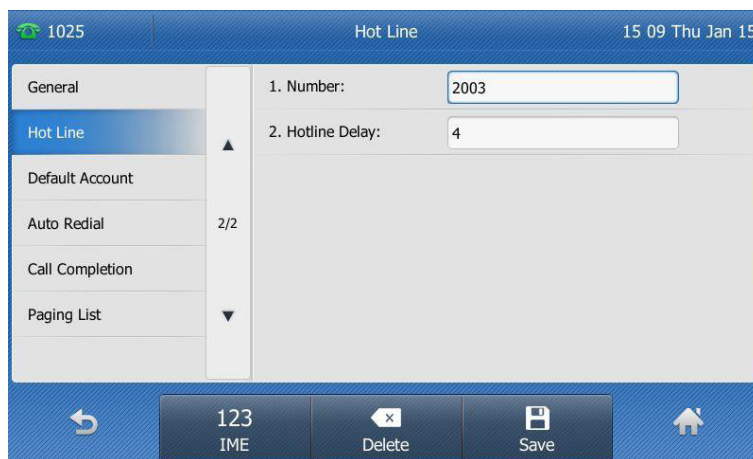 1025 Hot Line 15 09 Thu Jan 15
General
Hot Line
Default Account
Auto Redial
Call Completion
Paging List
2/2
1. Number: 2003
2. Hotline Delay: 4
123
IME
Delete
Save